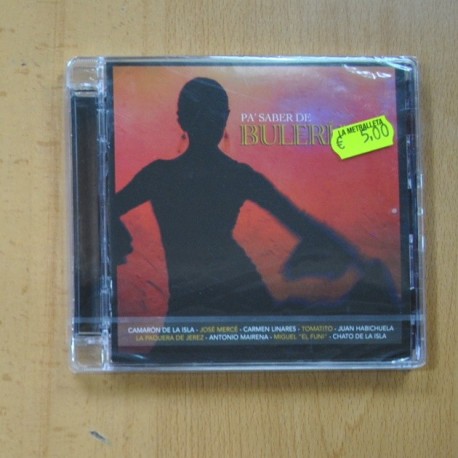 PA' SABER DE
BULERÍ
LA METRALLETA
€ 5,00
CAMARÓN DE LA ISLA - JOSÉ MERCÉ - CARMEN LINARES - TOMATITO - JUAN HABICHUELA
LA PAQUERA DE JEREZ - ANTONIO MAIRENA - MIGUEL "EL FUNI" - CHATO DE LA ISLA